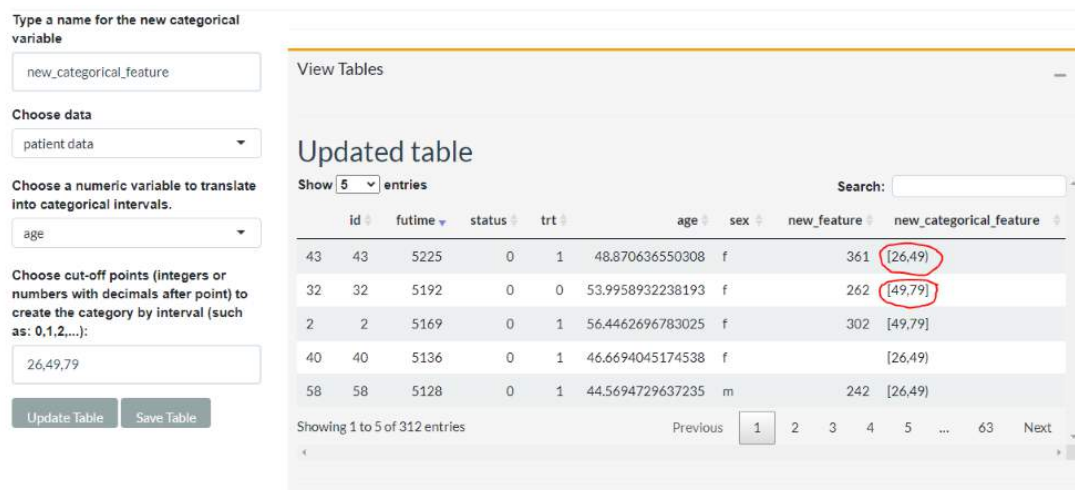 Type a name for the new categorical
variable
new_categorical_feature
Choose data
patient data
Choose a numeric variable to translate
into categorical intervals.
age
Choose cut-off points (integers or
numbers with decimals after point) to
create the category by interval (such
as: 0,1,2,...):
26,49,79
Update Table Save Table
View Tables
Updated table
Show 5 entries Search:
id futime status trt age sex new_feature new_categorical_feature
43 43 5225 0 1 48.870636550308 f 361 [26,49)
32 32 5192 0 0 53.9958932238193 f 262 [49,79]
2 2 5169 0 1 56.4462696783025 f 302 [49,79]
40 40 5136 0 1 46.6694045174538 f [26,49)
58 58 5128 0 1 44.5694729637235 m 242 [26,49)
Showing 1 to 5 of 312 entries Previous 1 2 3 4 5 ... 63 Next